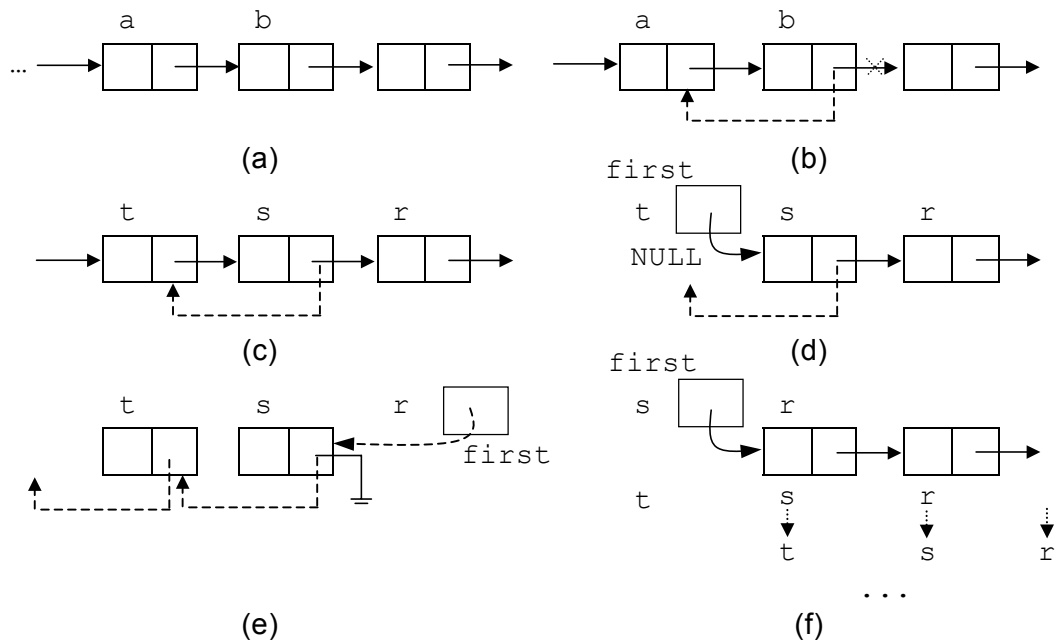 a b
a b
...
(a)
(b)
t s r
first
t s r
NULL
(c)
(d)
t s r
first
first
s r
t s r
t s r
...
(e)
(f)